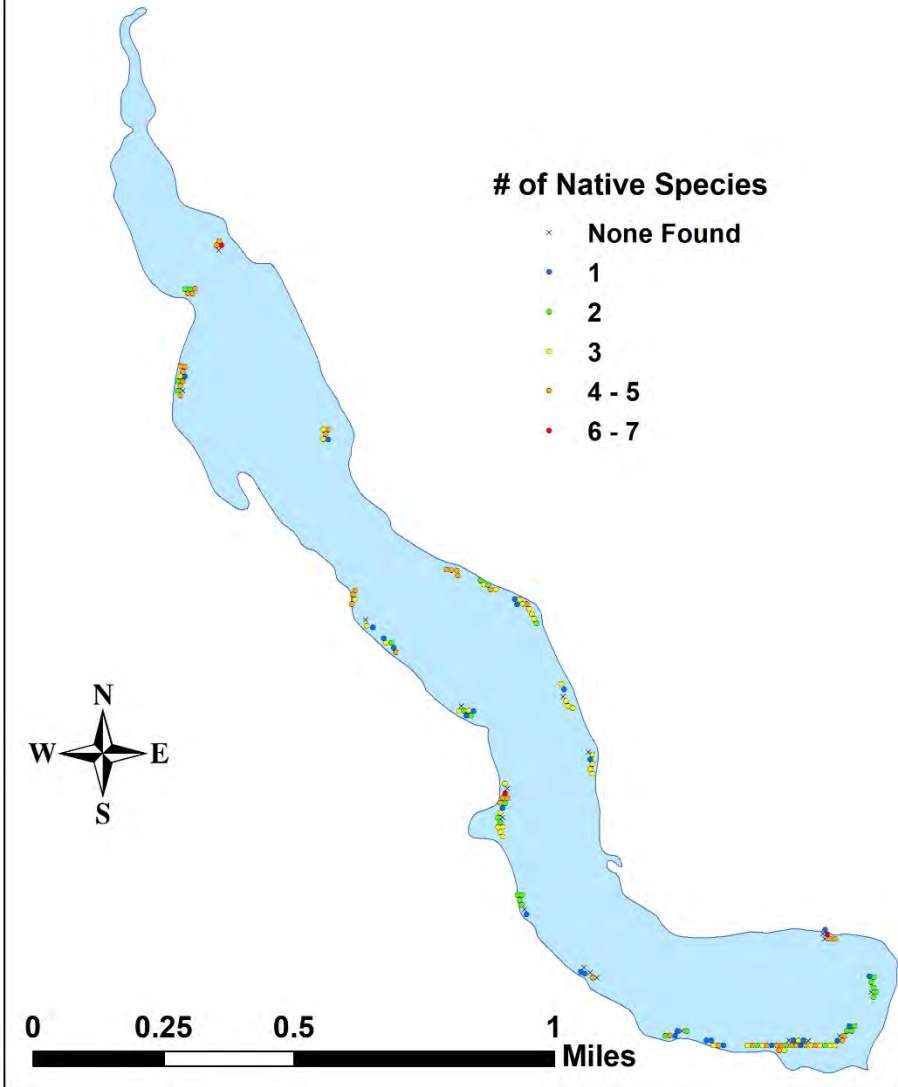 # of Native Species
None Found
1
2
3
4 - 5
6 - 7
N
W E
S
0 0.25 0.5 1
Miles